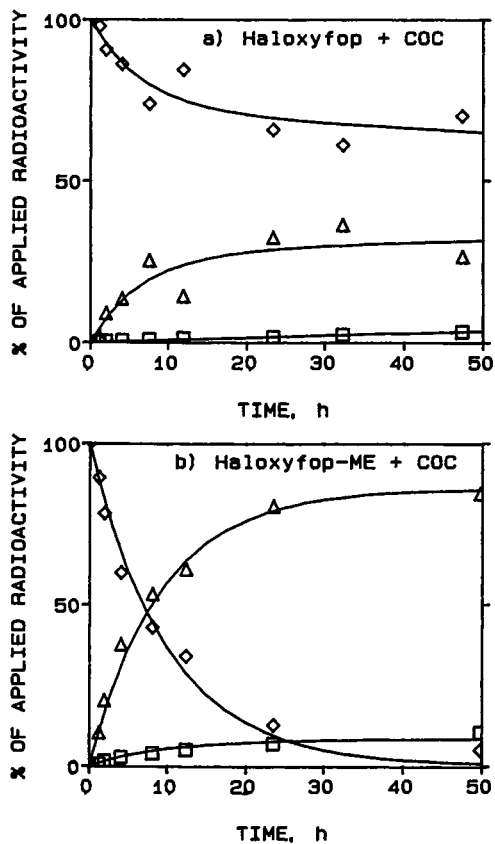 a) Haloxyfop + COC
% OF APPLIED RADIOACTIVITY
100
50
0
0 10 20 30 40 50
TIME, h
b) Haloxyfop-ME + COC
% OF APPLIED RADIOACTIVITY
100
50
0
0 10 20 30 40 50
TIME, h